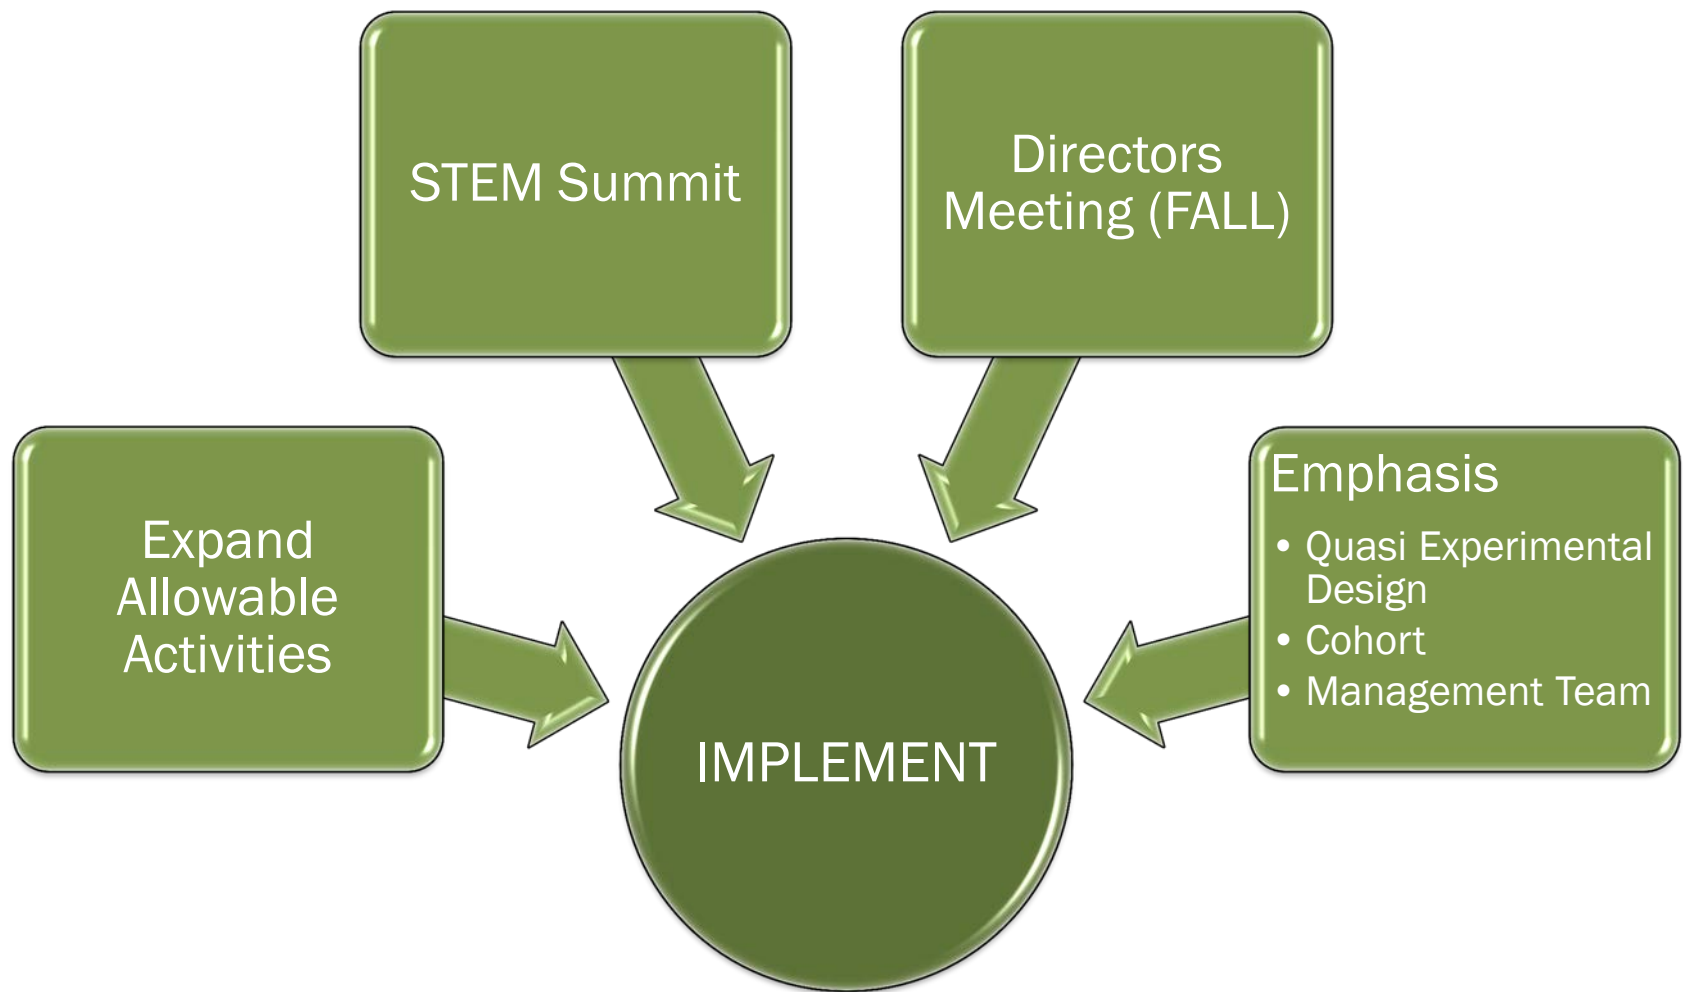 STEM Summit
Directors
Meeting (FALL)
Expand
Allowable
Activities
Emphasis
• Quasi Experimental
Design
• Cohort
• Management Team
IMPLEMENT